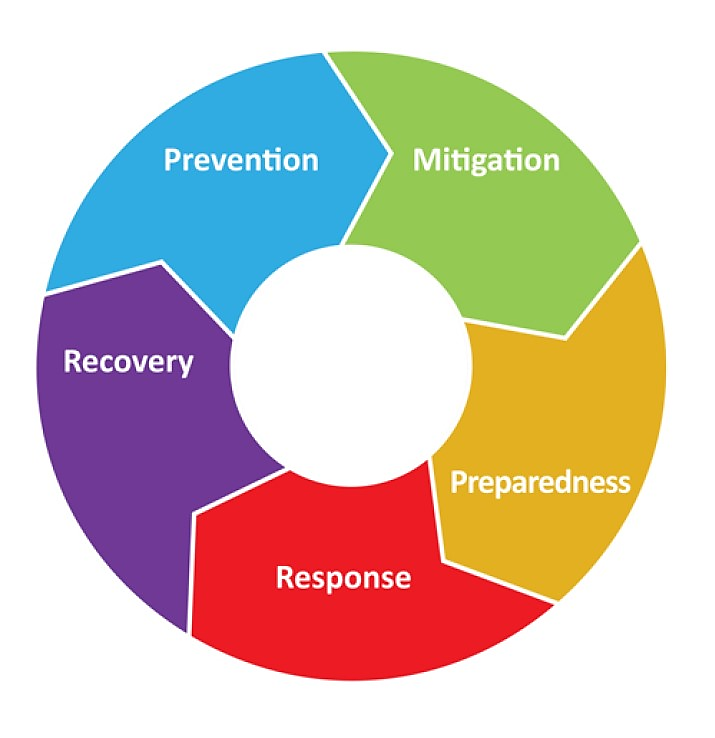 Prevention
Mitigation
Recovery
Preparedness
Response